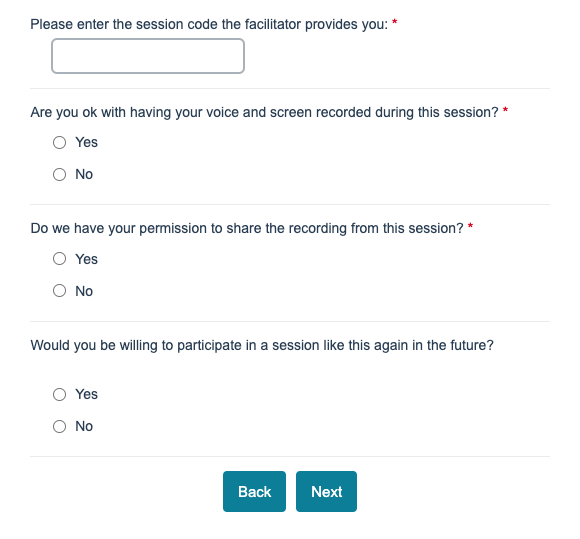 Please enter the session code the facilitator provides you: *
Are you ok with having your voice and screen recorded during this session? *
Yes
No
Do we have your permission to share the recording from this session? *
Yes
No
Would you be willing to participate in a session like this again in the future?
Yes
No
Back Next